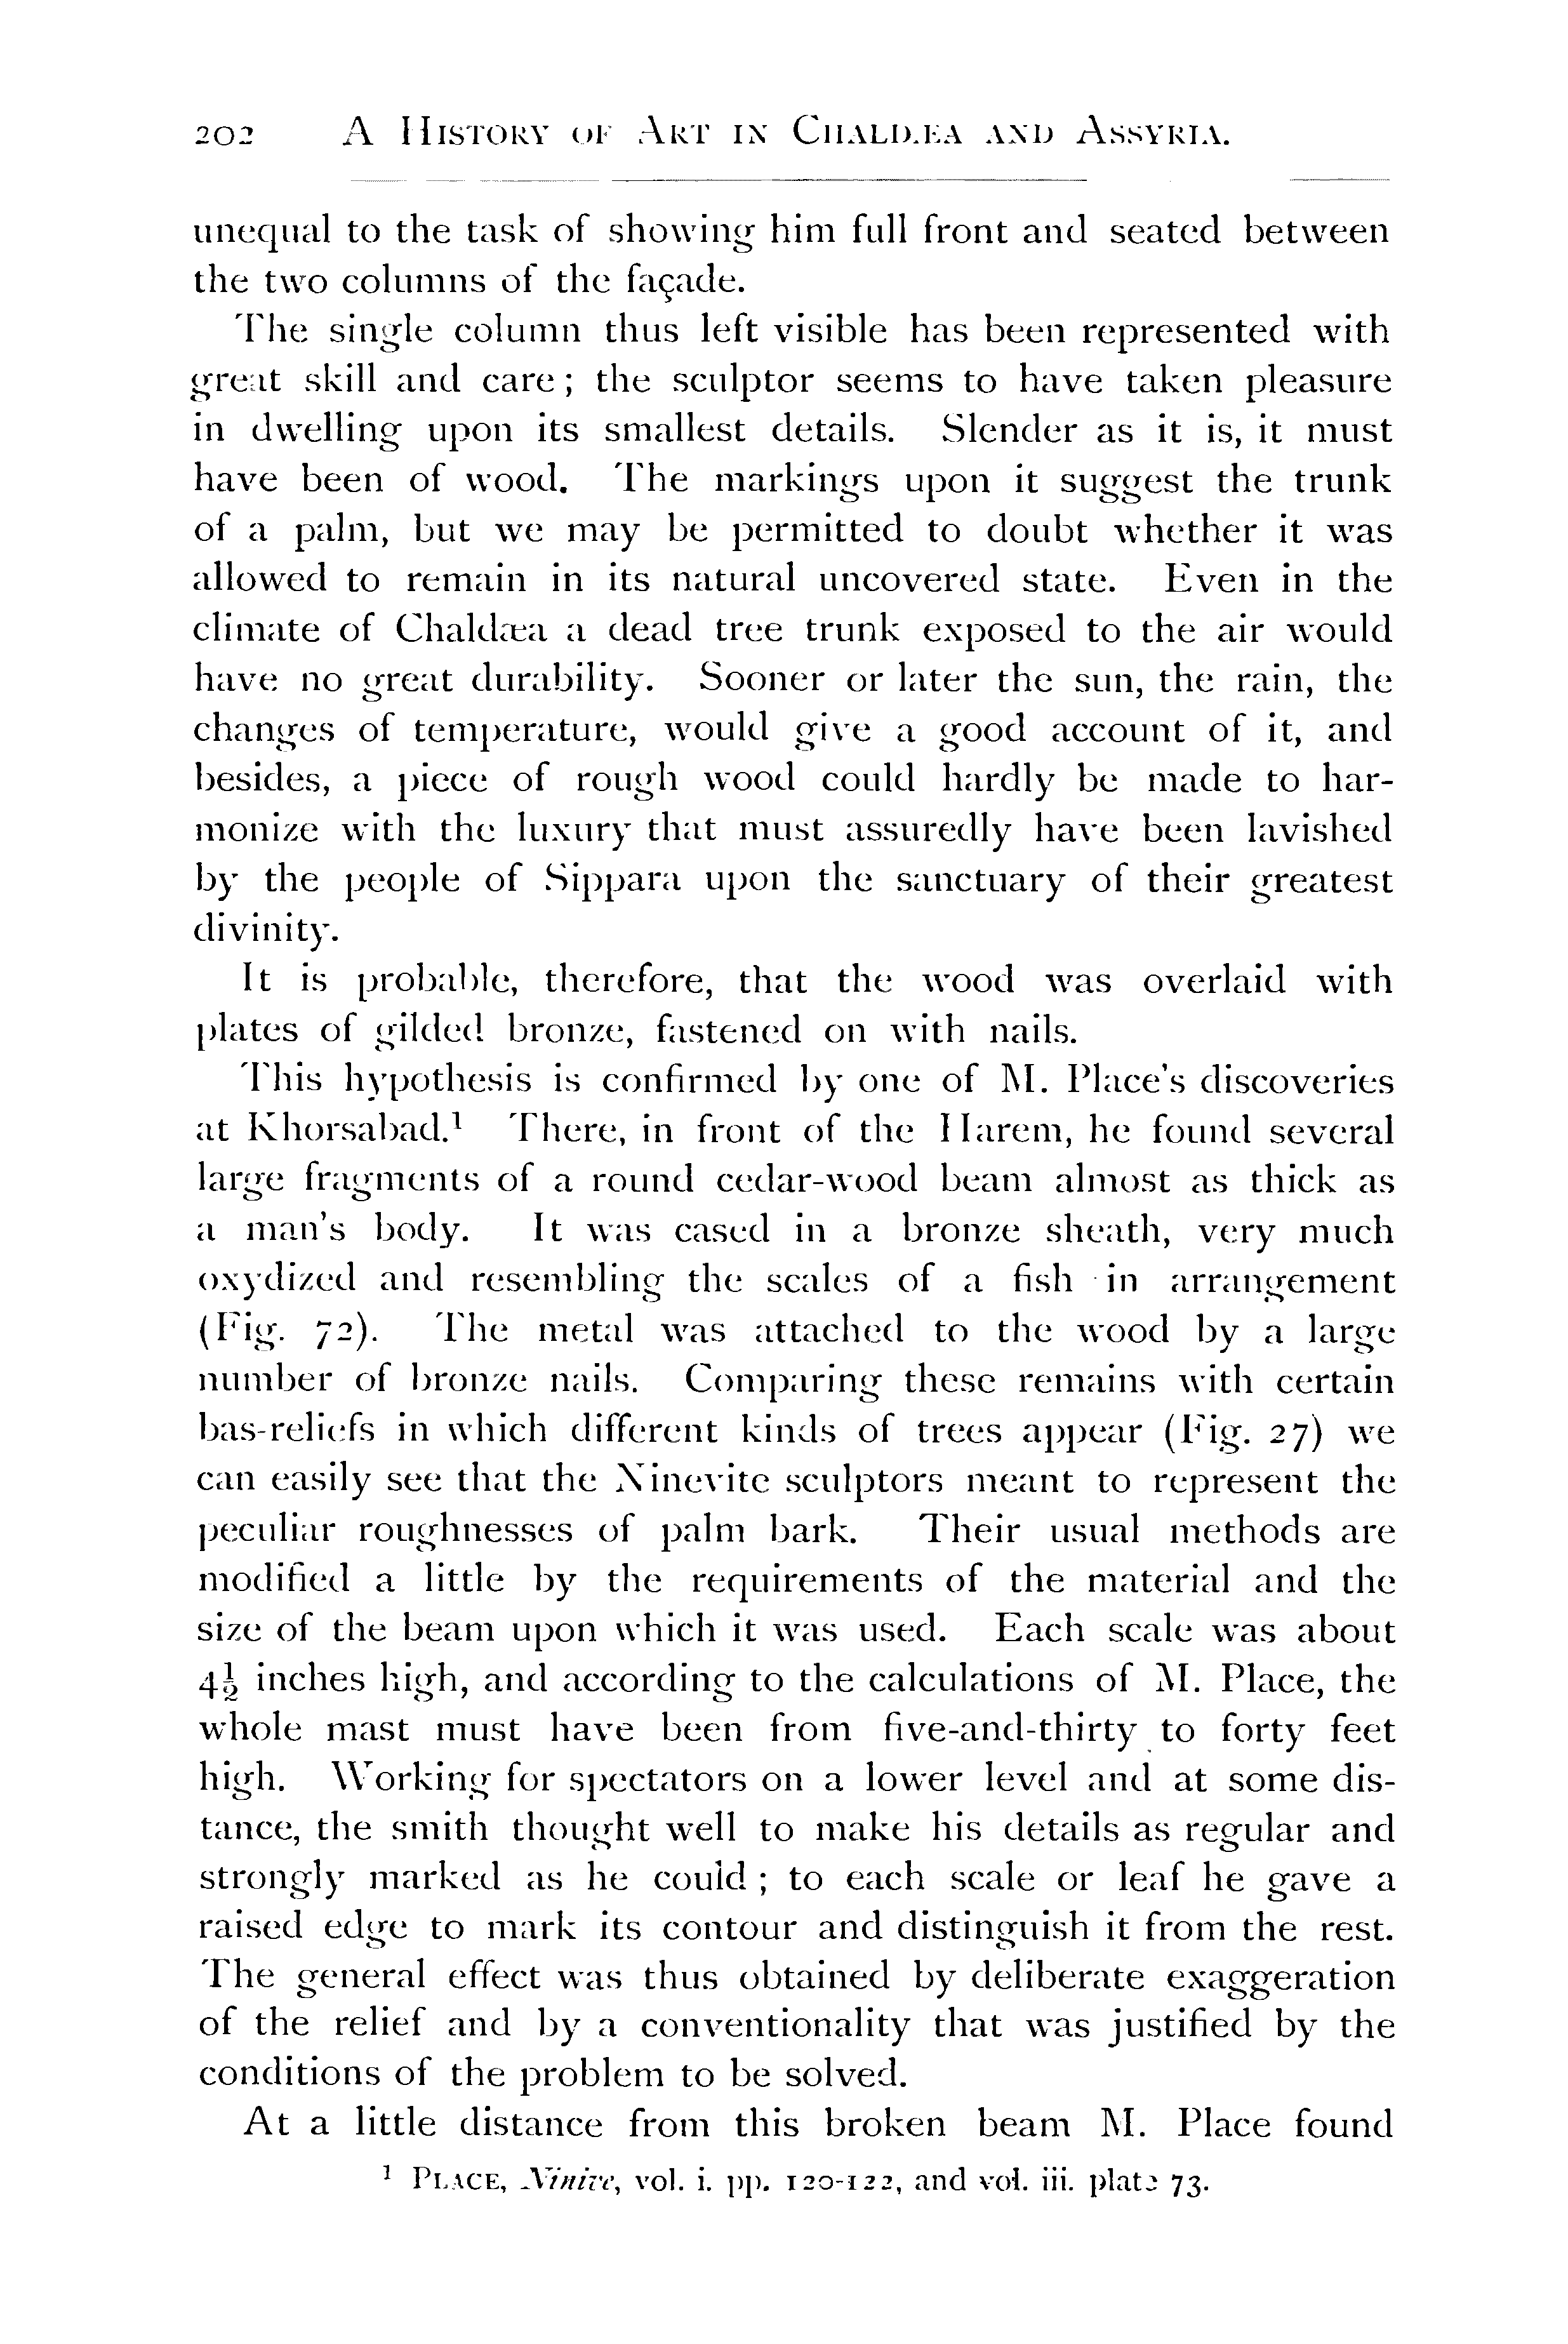 202 A History of Art in Chaldæa and Assyria.
unequal to the task of showing him full front and seated between
the two columns of the façade.
The single column thus left visible has been represented with
great skill and care; the sculptor seems to have taken pleasure
in dwelling upon its smallest details. Slender as it is, it must
have been of wood. The markings upon it suggest the trunk
of a palm, but we may be permitted to doubt whether it was
allowed to remain in its natural uncovered state. Even in the
climate of Chaldæa a dead tree trunk exposed to the air would
have no great durability. Sooner or later the sun, the rain, the
changes of temperature, would give a good account of it, and
besides, a piece of rough wood could hardly be made to har-
monize with the luxury that must assuredly have been lavished
by the people of Sippara upon the sanctuary of their greatest
divinity.
It is probable, therefore, that the wood was overlaid with
plates of gilded bronze, fastened on with nails.
This hypothesis is confirmed by one of M. Place's discoveries
at Khorsabad.¹ There, in front of the Harem, he found several
large fragments of a round cedar-wood beam almost as thick as
a man's body. It was cased in a bronze sheath, very much
oxydized and resembling the scales of a fish in arrangement
(Fig. 72). The metal was attached to the wood by a large
number of bronze nails. Comparing these remains with certain
bas-reliefs in which different kinds of trees appear (Fig. 27) we
can easily see that the Ninevite sculptors meant to represent the
peculiar roughnesses of palm bark. Their usual methods are
modified a little by the requirements of the material and the
size of the beam upon which it was used. Each scale was about
4½ inches high, and according to the calculations of M. Place, the
whole mast must have been from five-and-thirty to forty feet
high. Working for spectators on a lower level and at some dis-
tance, the smith thought well to make his details as regular and
strongly marked as he could; to each scale or leaf he gave a
raised edge to mark its contour and distinguish it from the rest.
The general effect was thus obtained by deliberate exaggeration
of the relief and by a conventionality that was justified by the
conditions of the problem to be solved.
At a little distance from this broken beam M. Place found
¹ Place, Ninive, vol. i. pp. 120-122, and vol. iii. plate 73.